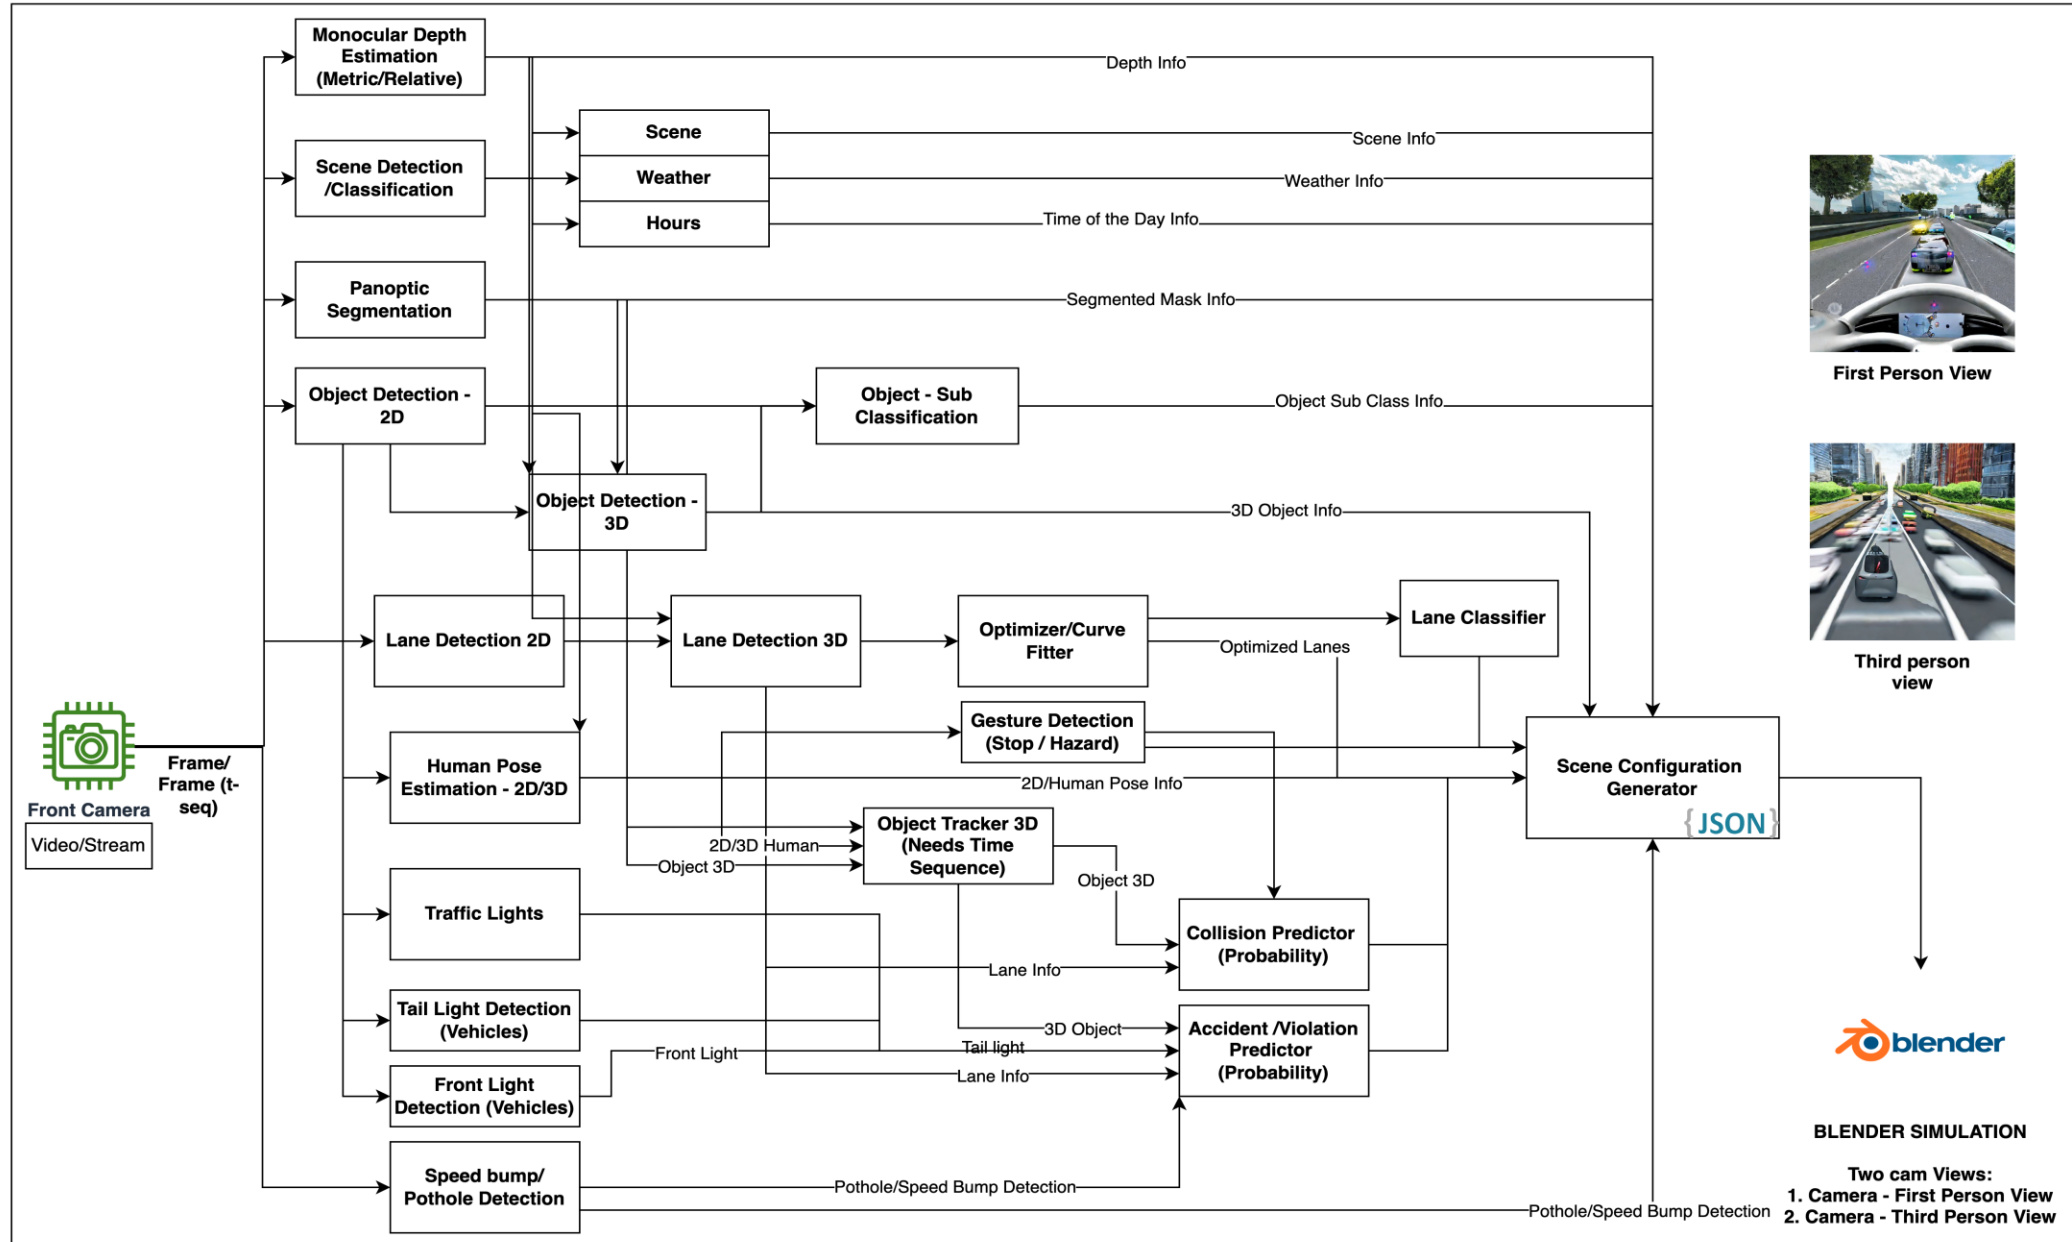 Monocular Depth
Estimation
(Metric/Relative)
Depth Info
Scene
Scene Info
Scene Detection
/Classification
Weather
Weather Info
Hours
Time of the Day Info
Panoptic
Segmentation
Segmented Mask Info
First Person View
Object Detection -
2D
Object - Sub
Classification
Object Sub Class Info
Object Detection -
3D
3D Object Info
Lane Detection 2D
Lane Detection 3D
Optimizer/Curve
Fitter
Optimized Lanes
Lane Classifier
Third person
view
Front Camera
Video/Stream
Frame/
Frame (t-
seq)
Human Pose
Estimation - 2D/3D
Gesture Detection
(Stop / Hazard)
2D/Human Pose Info
Scene Configuration
Generator
{JSON}
2D/3D Human
Object 3D
Object Tracker 3D
(Needs Time
Sequence)
Object 3D
Traffic Lights
Collision Predictor
(Probability)
Lane Info
Tail Light Detection
(Vehicles)
3D Object
Tail light
Front Light
Lane Info
Accident /Violation
Predictor
(Probability)
Front Light
Detection (Vehicles)
blender
BLENDER SIMULATION
Speed bump/
Pothole Detection
Pothole/Speed Bump Detection
Pothole/Speed Bump Detection
Two cam Views:
1. Camera - First Person View
2. Camera - Third Person View